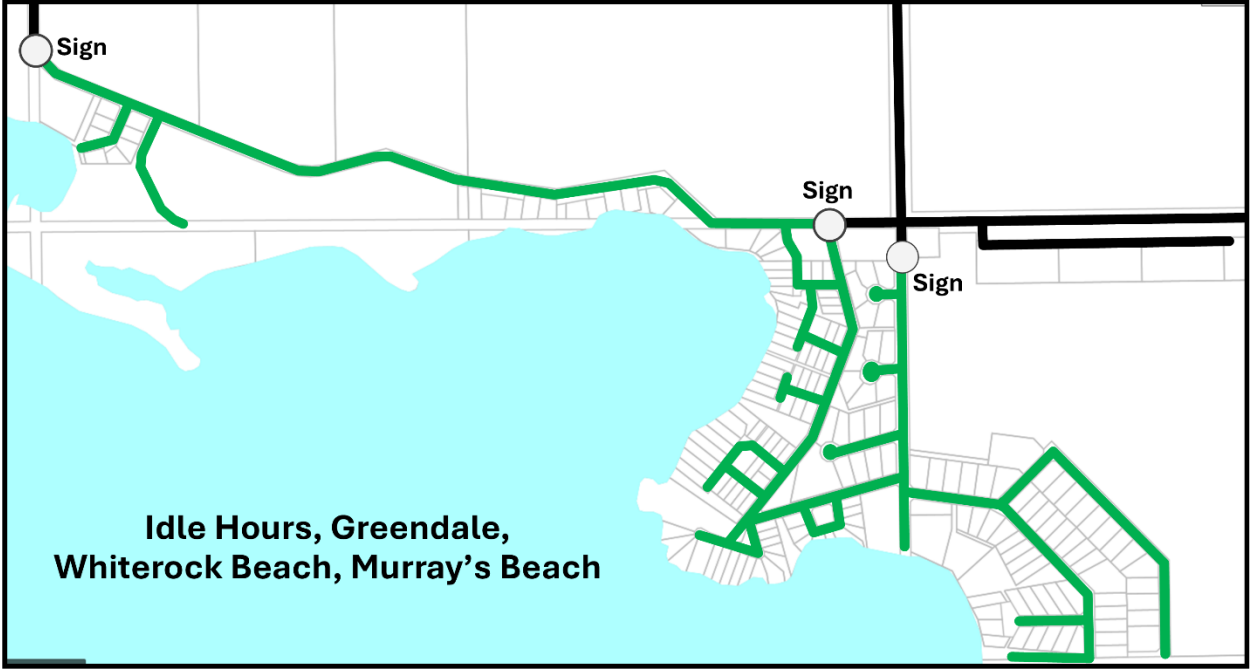 Sign
Sign
Sign
Idle Hours, Greendale,
Whiterock Beach, Murray's Beach